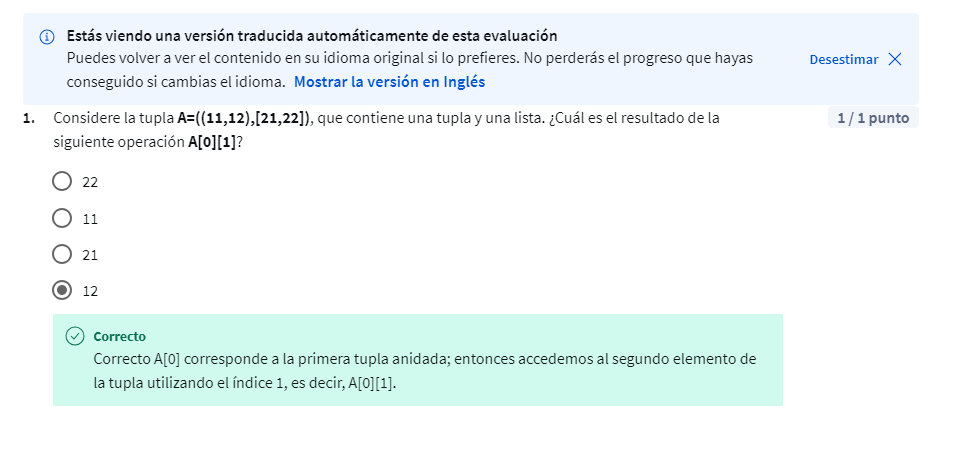 Estás viendo una versión traducida automáticamente de esta evaluación
Puedes volver a ver el contenido en su idioma original si lo prefieres. No perderás el progreso que hayas
conseguido si cambias el idioma. Mostrar la versión en Inglés
Desestimar
1. Considere la tupla A=((11,12),[21,22]), que contiene una tupla y una lista. ¿Cuál es el resultado de la
siguiente operación A[0][1]?
1 / 1 punto
22
11
21
12
Correcto
Correcto A[0] corresponde a la primera tupla anidada; entonces accedemos al segundo elemento de
la tupla utilizando el índice 1, es decir, A[0][1].